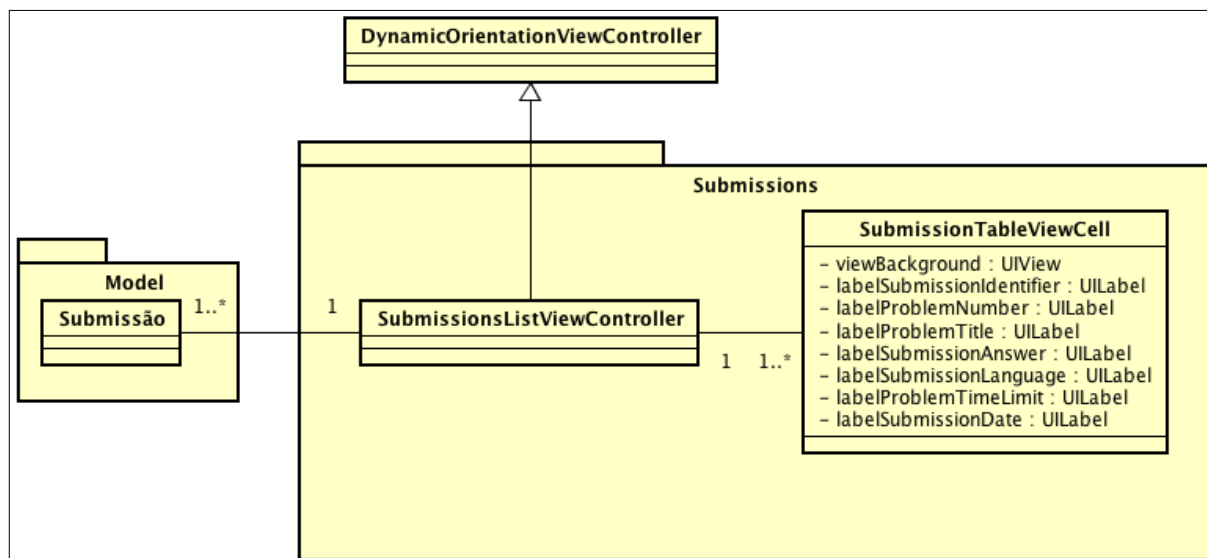 DynamicOrientationViewController
Submissions
SubmissionTableViewCell
- viewBackground : UIView
- labelSubmissionIdentifier : UILabel
- labelProblemNumber : UILabel
- labelProblemTitle : UILabel
- labelSubmissionAnswer : UILabel
- labelSubmissionLanguage : UILabel
- labelProblemTimeLimit : UILabel
- labelSubmissionDate : UILabel
Model
Submissão
1..*
1
SubmissionsListViewController
1
1..*